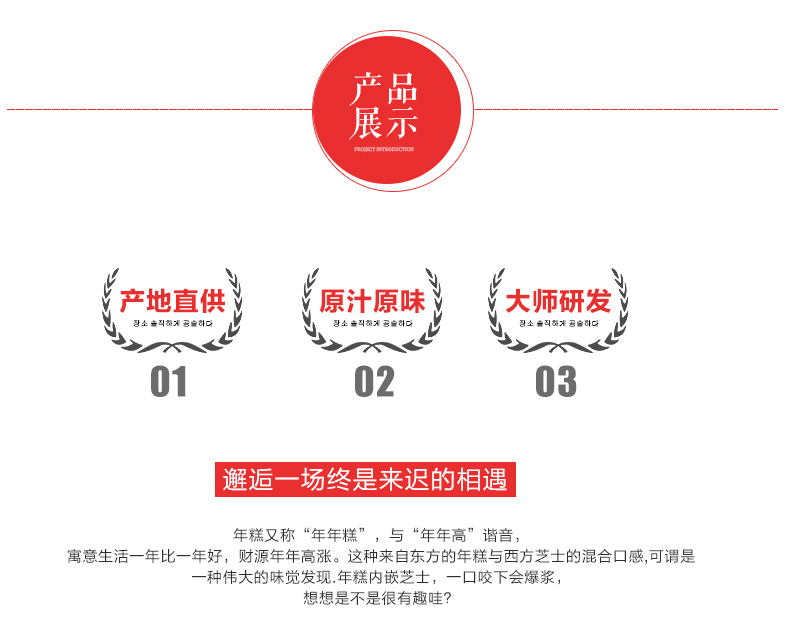 产品
展示
PROJECT INTRODUCTION
产地直供
장소 솔직하게 공술하다
01
原汁原味
장소 솔직하게 공술하다
02
大师研发
장소 솔직하게 공술하다
03
邂逅一场终是来迟的相遇
年糕又称“年年糕”，与“年年高”谐音，
寓意生活一年比一年好，财源年年高涨。这种来自东方的年糕与西方芝士的混合口感,可谓是
一种伟大的味觉发现.年糕内嵌芝士，一口咬下会爆浆，
想想是不是很有趣哇?